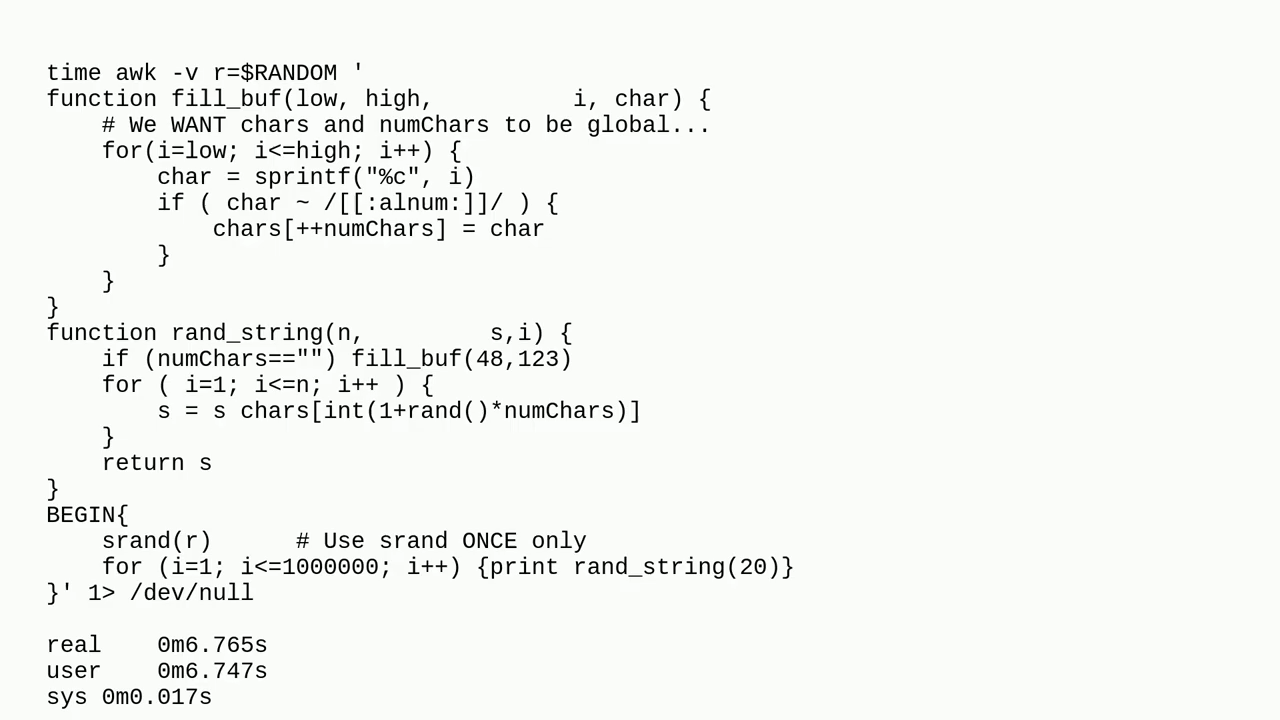 time awk -v r=$RANDOM '
function fill_buf(low, high,          i, char) {
    # We WANT chars and numChars to be global...
    for(i=low; i<=high; i++) {
        char = sprintf("%c", i)
        if ( char ~ /[[:alnum:]]/ ) {
            chars[++numChars] = char
        }
    }
}
function rand_string(n,         s,i) {
    if (numChars=="") fill_buf(48,123)
    for ( i=1; i<=n; i++ ) {
        s = s chars[int(1+rand()*numChars)]
    }
    return s
}
BEGIN{
    srand(r)      # Use srand ONCE only
    for (i=1; i<=1000000; i++) {print rand_string(20)}
}' 1> /dev/null

real    0m6.765s
user    0m6.747s
sys 0m0.017s